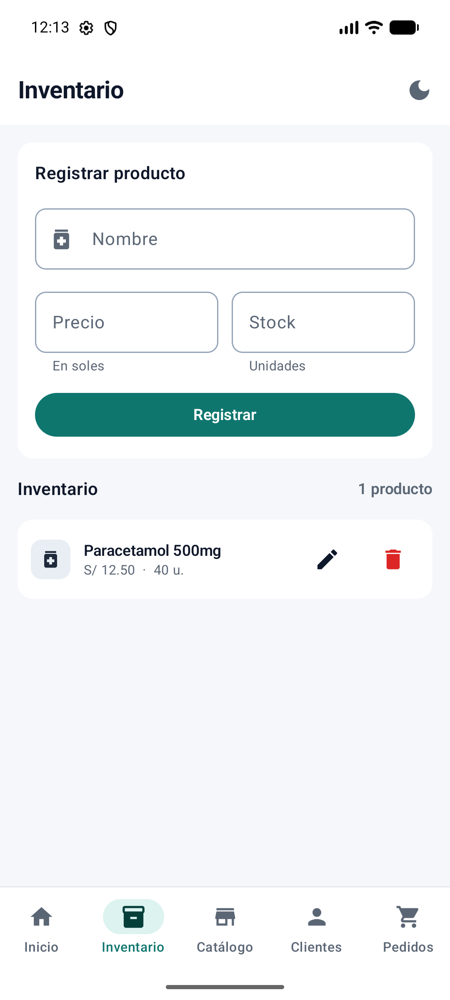 12:13
Inventario
Registrar producto
Nombre
Precio
Stock
En soles
Unidades
Registrar
Inventario
1 producto
Paracetamol 500mg
S/ 12.50 · 40 u.
Inicio
Inventario
Catálogo
Clientes
Pedidos